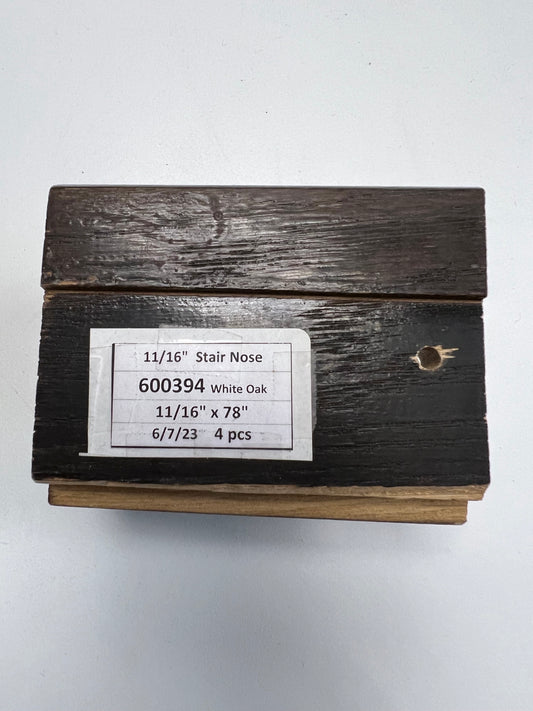 11/16" Stair Nose
600394 White Oak
11/16" x 78"
6/7/23 4 pcs